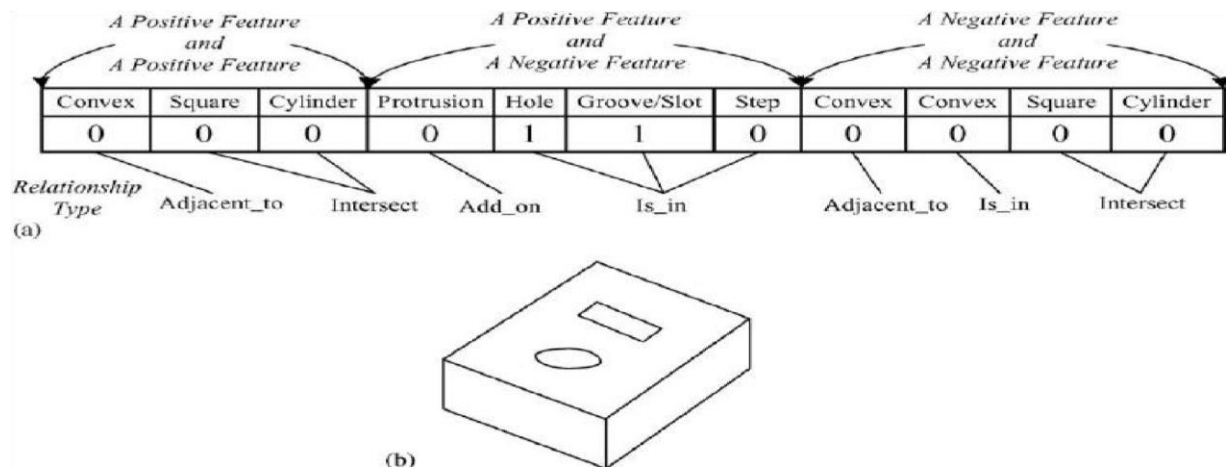 A Positive Feature and A Positive Feature
A Positive Feature and A Negative Feature
A Negative Feature and A Negative Feature
Convex Square Cylinder Protrusion Hole Groove/Slot Step Convex Convex Square Cylinder
0 0 0 0 1 1 0 0 0 0 0
Relationship Type
Adjacent_to Intersect Add_on Is_in Adjacent_to Is_in Intersect
(a)
(b)